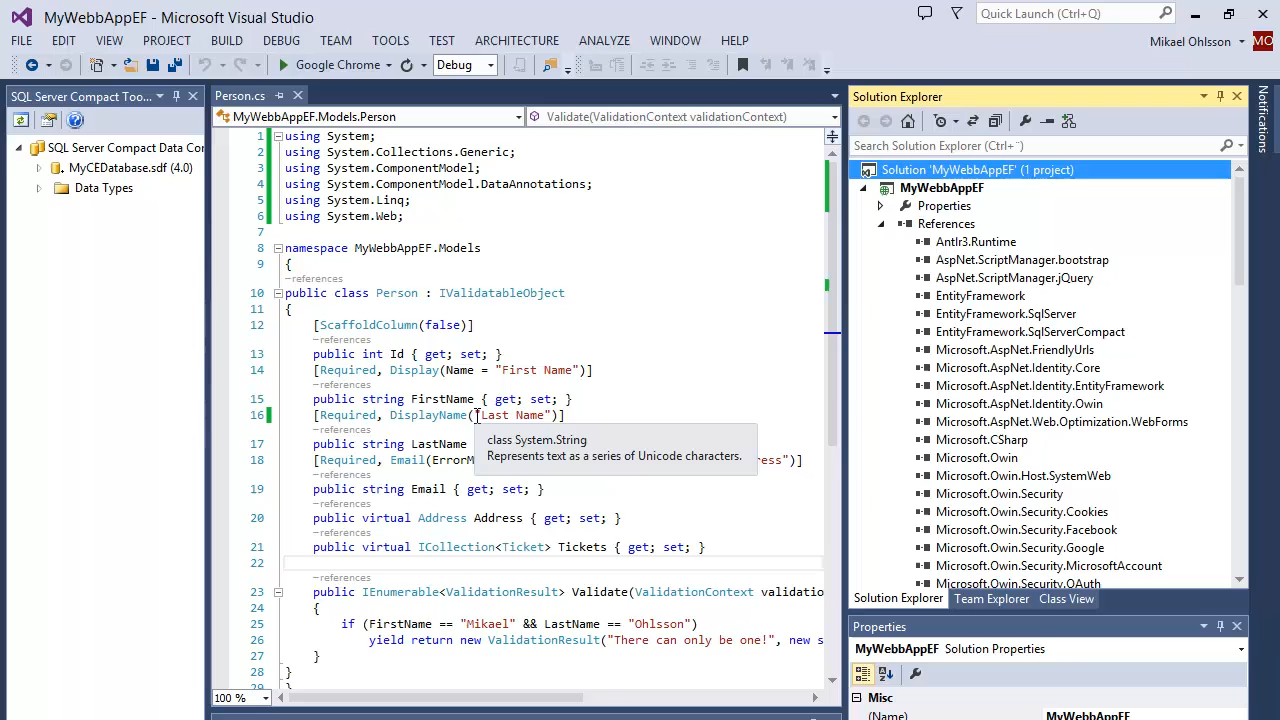 MyWebbAppEF - Microsoft Visual Studio
Quick Launch (Ctrl+Q)
FILE EDIT VIEW PROJECT BUILD DEBUG TEAM TOOLS TEST ARCHITECTURE ANALYZE WINDOW HELP
Mikael Ohlsson
MO
Google Chrome
Debug
SQL Server Compact Too...
SQL Server Compact Data Cor
MyCEDatabase.sdf (4.0)
Data Types
Person.cs
MyWebbAppEF.Models.Person
Validate(ValidationContext validationContext)
1 using System;
2 using System.Collections.Generic;
3 using System.ComponentModel;
4 using System.ComponentModel.DataAnnotations;
5 using System.Linq;
6 using System.Web;
7
8 namespace MyWebbAppEF.Models
9 {
-references
10 public class Person : IValidatableObject
11 {
12 [ScaffoldColumn(false)]
-references
13 public int Id { get; set; }
14 [Required, Display(Name = "First Name")]
-references
15 public string FirstName { get; set; }
16 [Required, DisplayName("Last Name")]
-references
17 public string LastName
18 [Required, Email(ErrorM ress")]
-references
19 public string Email { get; set; }
-references
20 public virtual Address Address { get; set; }
-references
21 public virtual ICollection<Ticket> Tickets { get; set; }
22
-references
23 public IEnumerable<ValidationResult> Validate(ValidationContext validatio
24 {
25 if (FirstName == "Mikael" && LastName == "Ohlsson")
26 yield return new ValidationResult("There can only be one!", new s
27 }
28 }
29 }
class System.String
Represents text as a series of Unicode characters.
100 %
Solution Explorer
Search Solution Explorer (Ctrl+¨)
Solution 'MyWebbAppEF' (1 project)
MyWebbAppEF
Properties
References
Antlr3.Runtime
AspNet.ScriptManager.bootstrap
AspNet.ScriptManager.jQuery
EntityFramework
EntityFramework.SqlServer
EntityFramework.SqlServerCompact
Microsoft.AspNet.FriendlyUrls
Microsoft.AspNet.Identity.Core
Microsoft.AspNet.Identity.EntityFramework
Microsoft.AspNet.Identity.Owin
Microsoft.AspNet.Web.Optimization.WebForms
Microsoft.CSharp
Microsoft.Owin
Microsoft.Owin.Host.SystemWeb
Microsoft.Owin.Security
Microsoft.Owin.Security.Cookies
Microsoft.Owin.Security.Facebook
Microsoft.Owin.Security.Google
Microsoft.Owin.Security.MicrosoftAccount
Microsoft.Owin.Security.OAuth
Solution Explorer Team Explorer Class View
Properties
MyWebbAppEF Solution Properties
Misc
(Name) MyWebbAppEF
Notifications